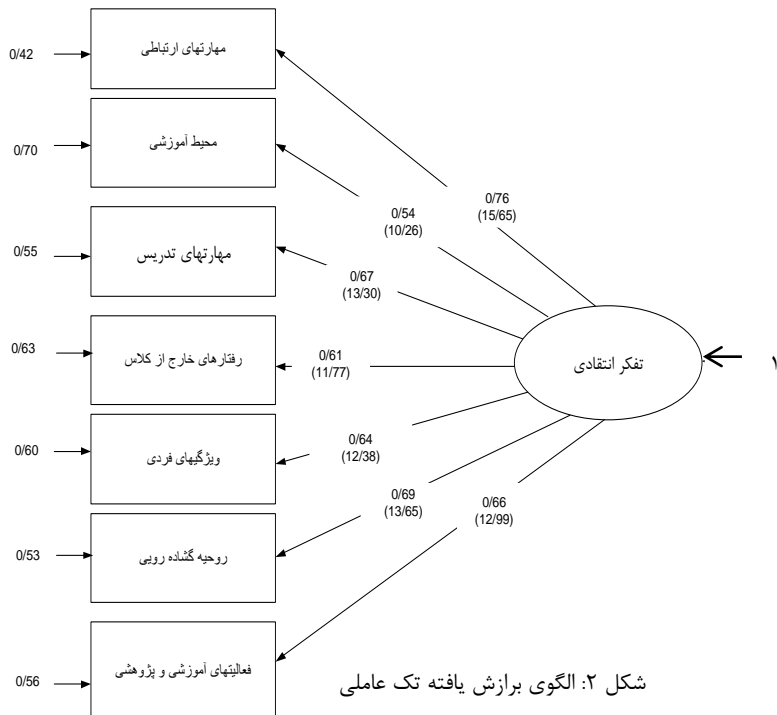 مهارتهای ارتباطی
0/42
محیط آموزشی
0/70
0/76
(15/65)
0/54
(10/26)
مهارتهای تدریس
0/55
0/67
(13/30)
رفتارهای خارج از کلاس
0/63
0/61
(11/77)
تفکر انتقادی
۱
ویژگیهای فردی
0/60
0/64
(12/38)
0/69
(13/65)
0/66
(12/99)
روحیه گشاده رویی
0/53
فعالیتهای آموزشی و پژوهشی
0/56
شکل ۲: الگوی برازش یافته تک عاملی